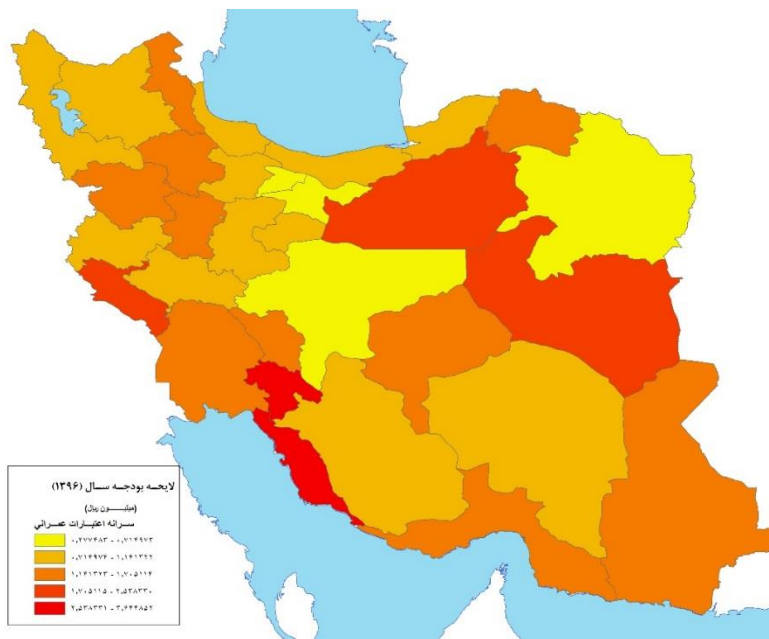 لایحه بودجه سال (۱۳۹۶)
(میلیون ریال)
سرانه اعتبارات عمراني
۰٫۲۷۷۴۸۳ - ۰٫۷۱۴۹۷۳
۰٫۷۱۴۹۷۴ - ۱٫۱۴۱۳۲۲
۱٫۱۴۱۳۲۳ - ۱٫۷۰۵۱۱۴
۱٫۷۰۵۱۱۵ - ۲٫۵۳۸۳۳۰
۲٫۵۳۸۳۳۱ - ۳٫۶۴۴۸۵۲